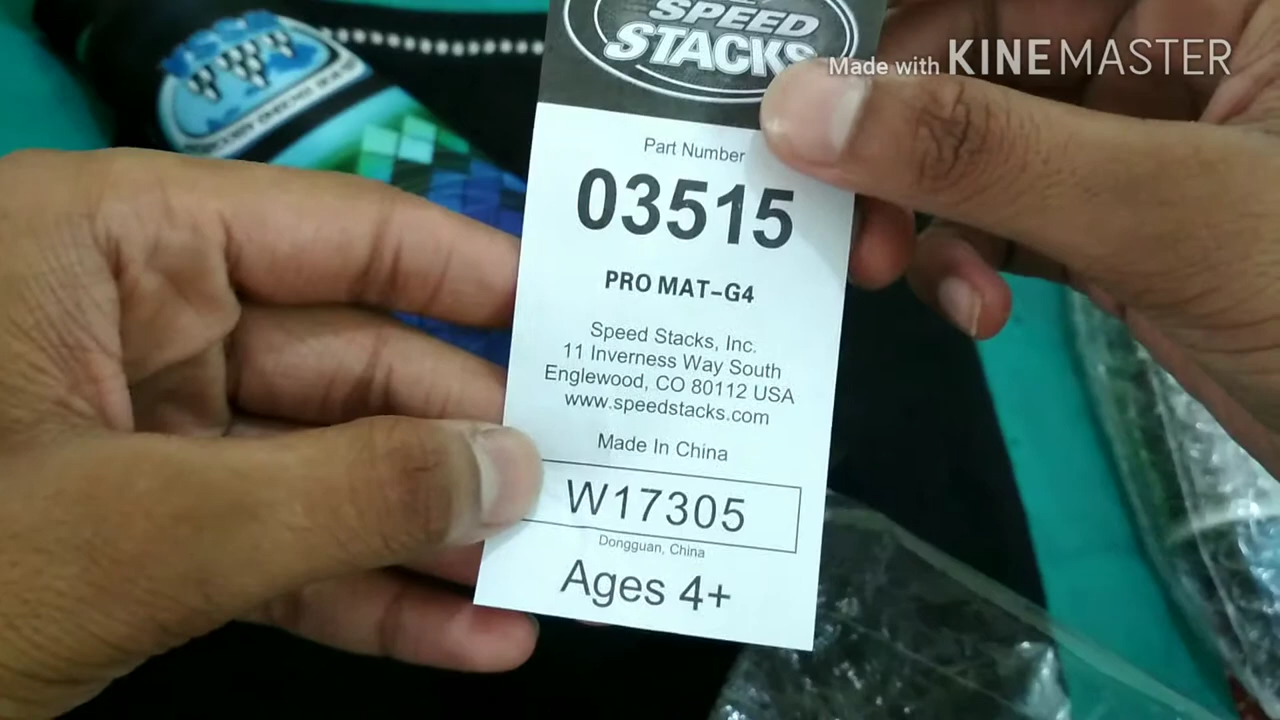 SPEED
STACKS
Made with KINEMASTER
Part Number
03515
PRO MAT-G4
Speed Stacks, Inc.
11 Inverness Way South
Englewood, CO 80112 USA
www.speedstacks.com
Made In China
W17305
Dongguan, China
Ages 4+